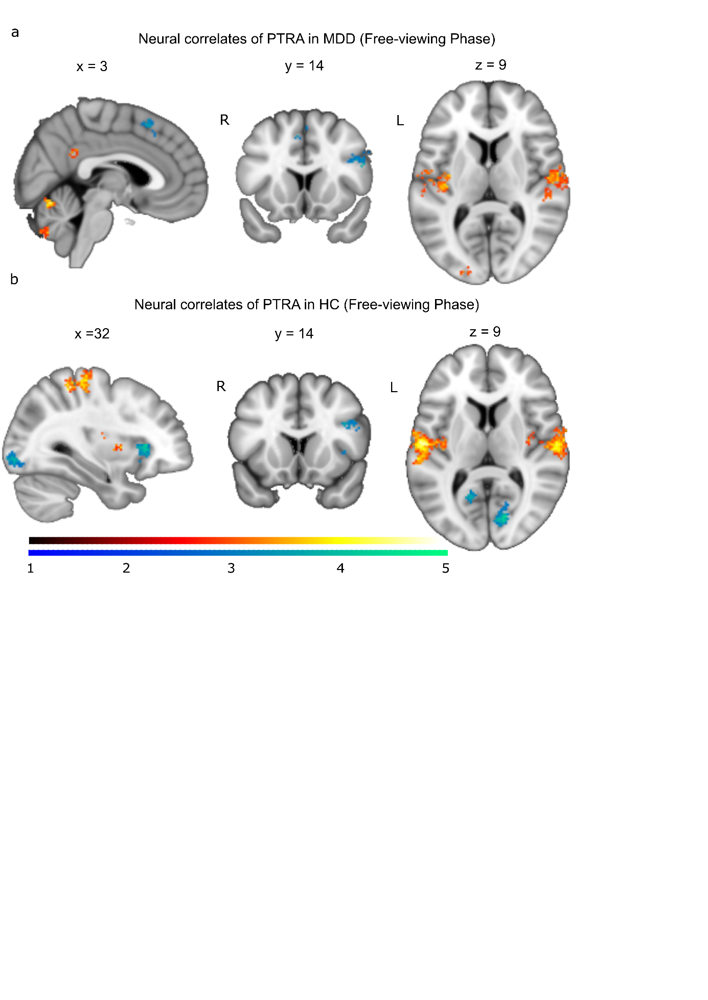 a
Neural correlates of PTRA in MDD (Free-viewing Phase)
x = 3
y = 14
z = 9
R
L
b
Neural correlates of PTRA in HC (Free-viewing Phase)
x =32
y = 14
z = 9
R
L
1 2 3 4 5